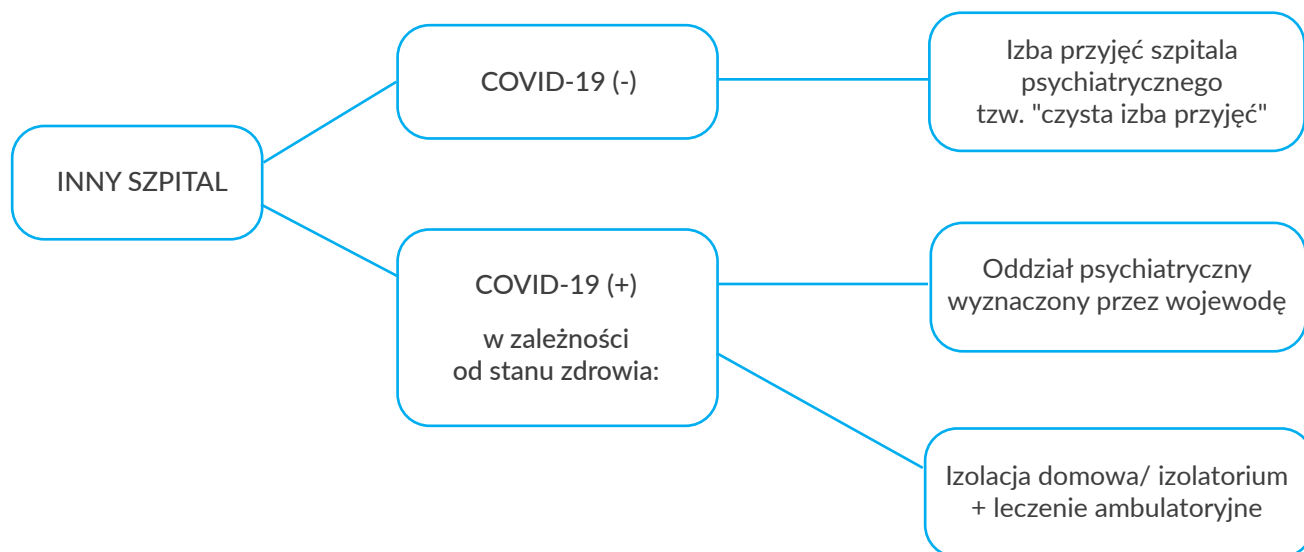 INNY SZPITAL
COVID-19 (-)
Izba przyjęć szpitala
psychiatrycznego
tzw. "czysta izba przyjęć"
COVID-19 (+)
w zależności
od stanu zdrowia:
Oddział psychiatryczny
wyznaczony przez wojewodę
Izolacja domowa/ izolatorium
+ leczenie ambulatoryjne